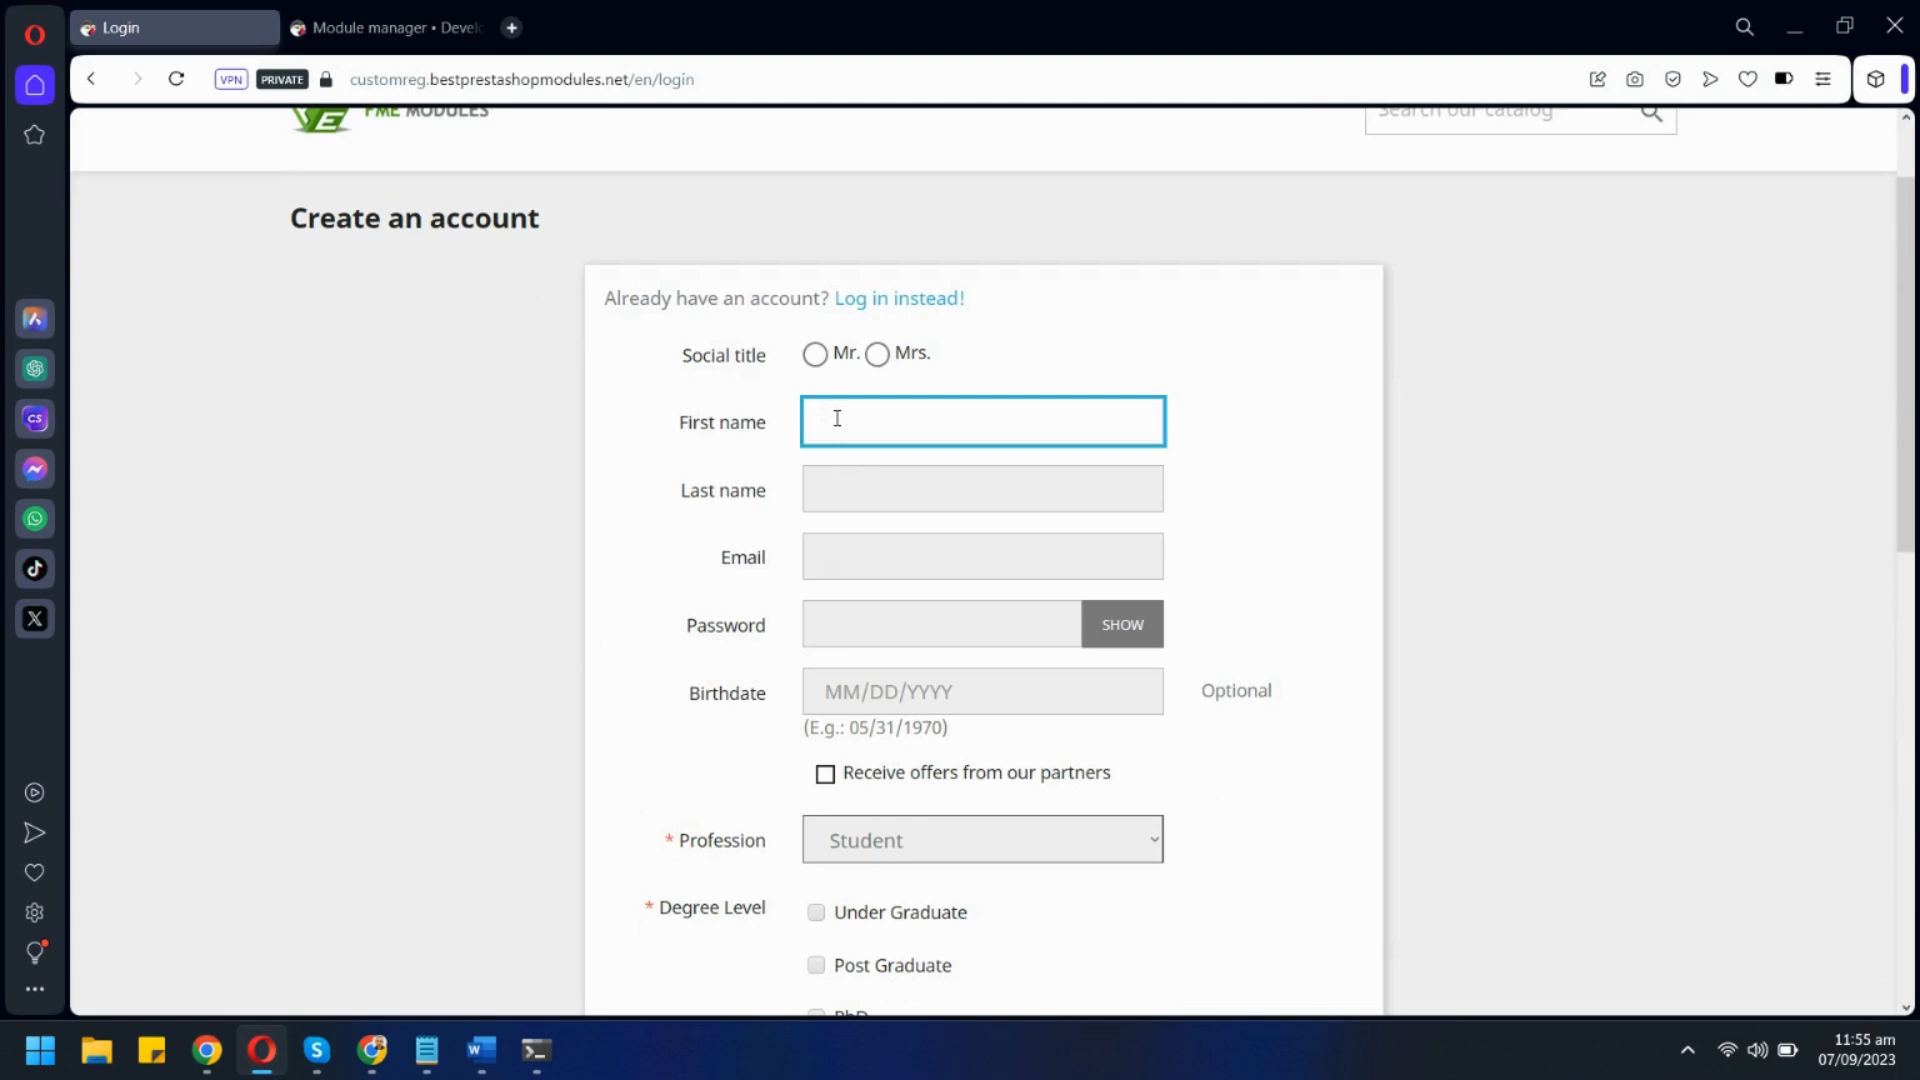 Login
Module manager • Devel
VPN
PRIVATE
customreg.bestprestashopmodules.net/en/login
FME MODULES
Search our catalog
Create an account
Already have an account? Log in instead!
Social title
Mr.
Mrs.
First name
Last name
Email
Password
SHOW
Birthdate
MM/DD/YYYY
Optional
(E.g.: 05/31/1970)
Receive offers from our partners
* Profession
Student
* Degree Level
Under Graduate
Post Graduate
PhD
CS
11:55 am
07/09/2023